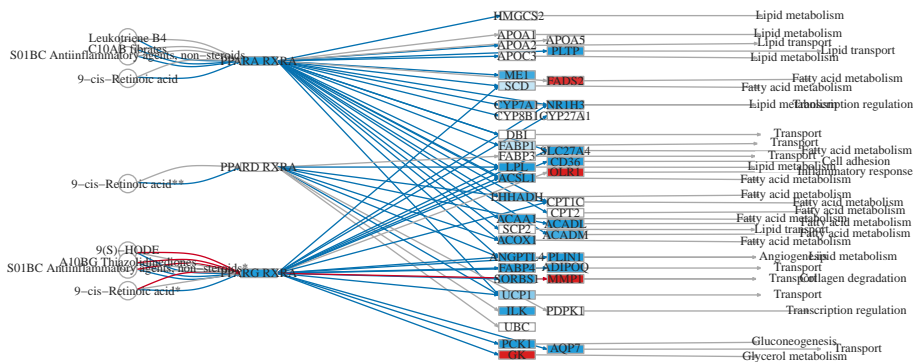 Leukotriene B4
C10AB fibrates
S01BC Antiinflammatory agents, non-steroids
9-cis-Retinoic acid
PPARA RXRA
9-cis-Retinoic acid**
PPARD RXRA
9(S)-HODE
A10BG Thiazolidinediones
S01BC Antiinflammatory agents, non-steroids*
9-cis-Retinoic acid*
PPARG RXRA
HMGCS2 Lipid metabolism
APOA1 Lipid metabolism
APOA5 Lipid transport
APOA2
PLTP Lipid transport
APOC3 Lipid metabolism
ME1
FADS2 Fatty acid metabolism
SCD Fatty acid metabolism
CYP7A1 NR1H3 Lipid metabolism Transcription regulation
CYP8B1 CYP27A1
DBI Transport
FABP1 Transport
SLC27A4 Fatty acid metabolism
FABP3 Transport
CD36 Cell adhesion
LPL Lipid metabolism
OLR1 Inflammatory response
ACSL1 Fatty acid metabolism
EHHADH Fatty acid metabolism
CPT1C Fatty acid metabolism
CPT2 Fatty acid metabolism
ACAA1 Fatty acid metabolism
ACADL Fatty acid metabolism
SCP2 Lipid transport
ACADM Fatty acid metabolism
ACOX1 Fatty acid metabolism
ANGPTL4 PLIN1 Angiogenesis Lipid metabolism
FABP4 ADIPOQ Transport
SORBS1 MMP1 Transport Collagen degradation
UCP1 Transport
ILK PDPK1 Transcription regulation
UBC
PCK1 Gluconeogenesis
AQP7 Transport
GK Glycerol metabolism